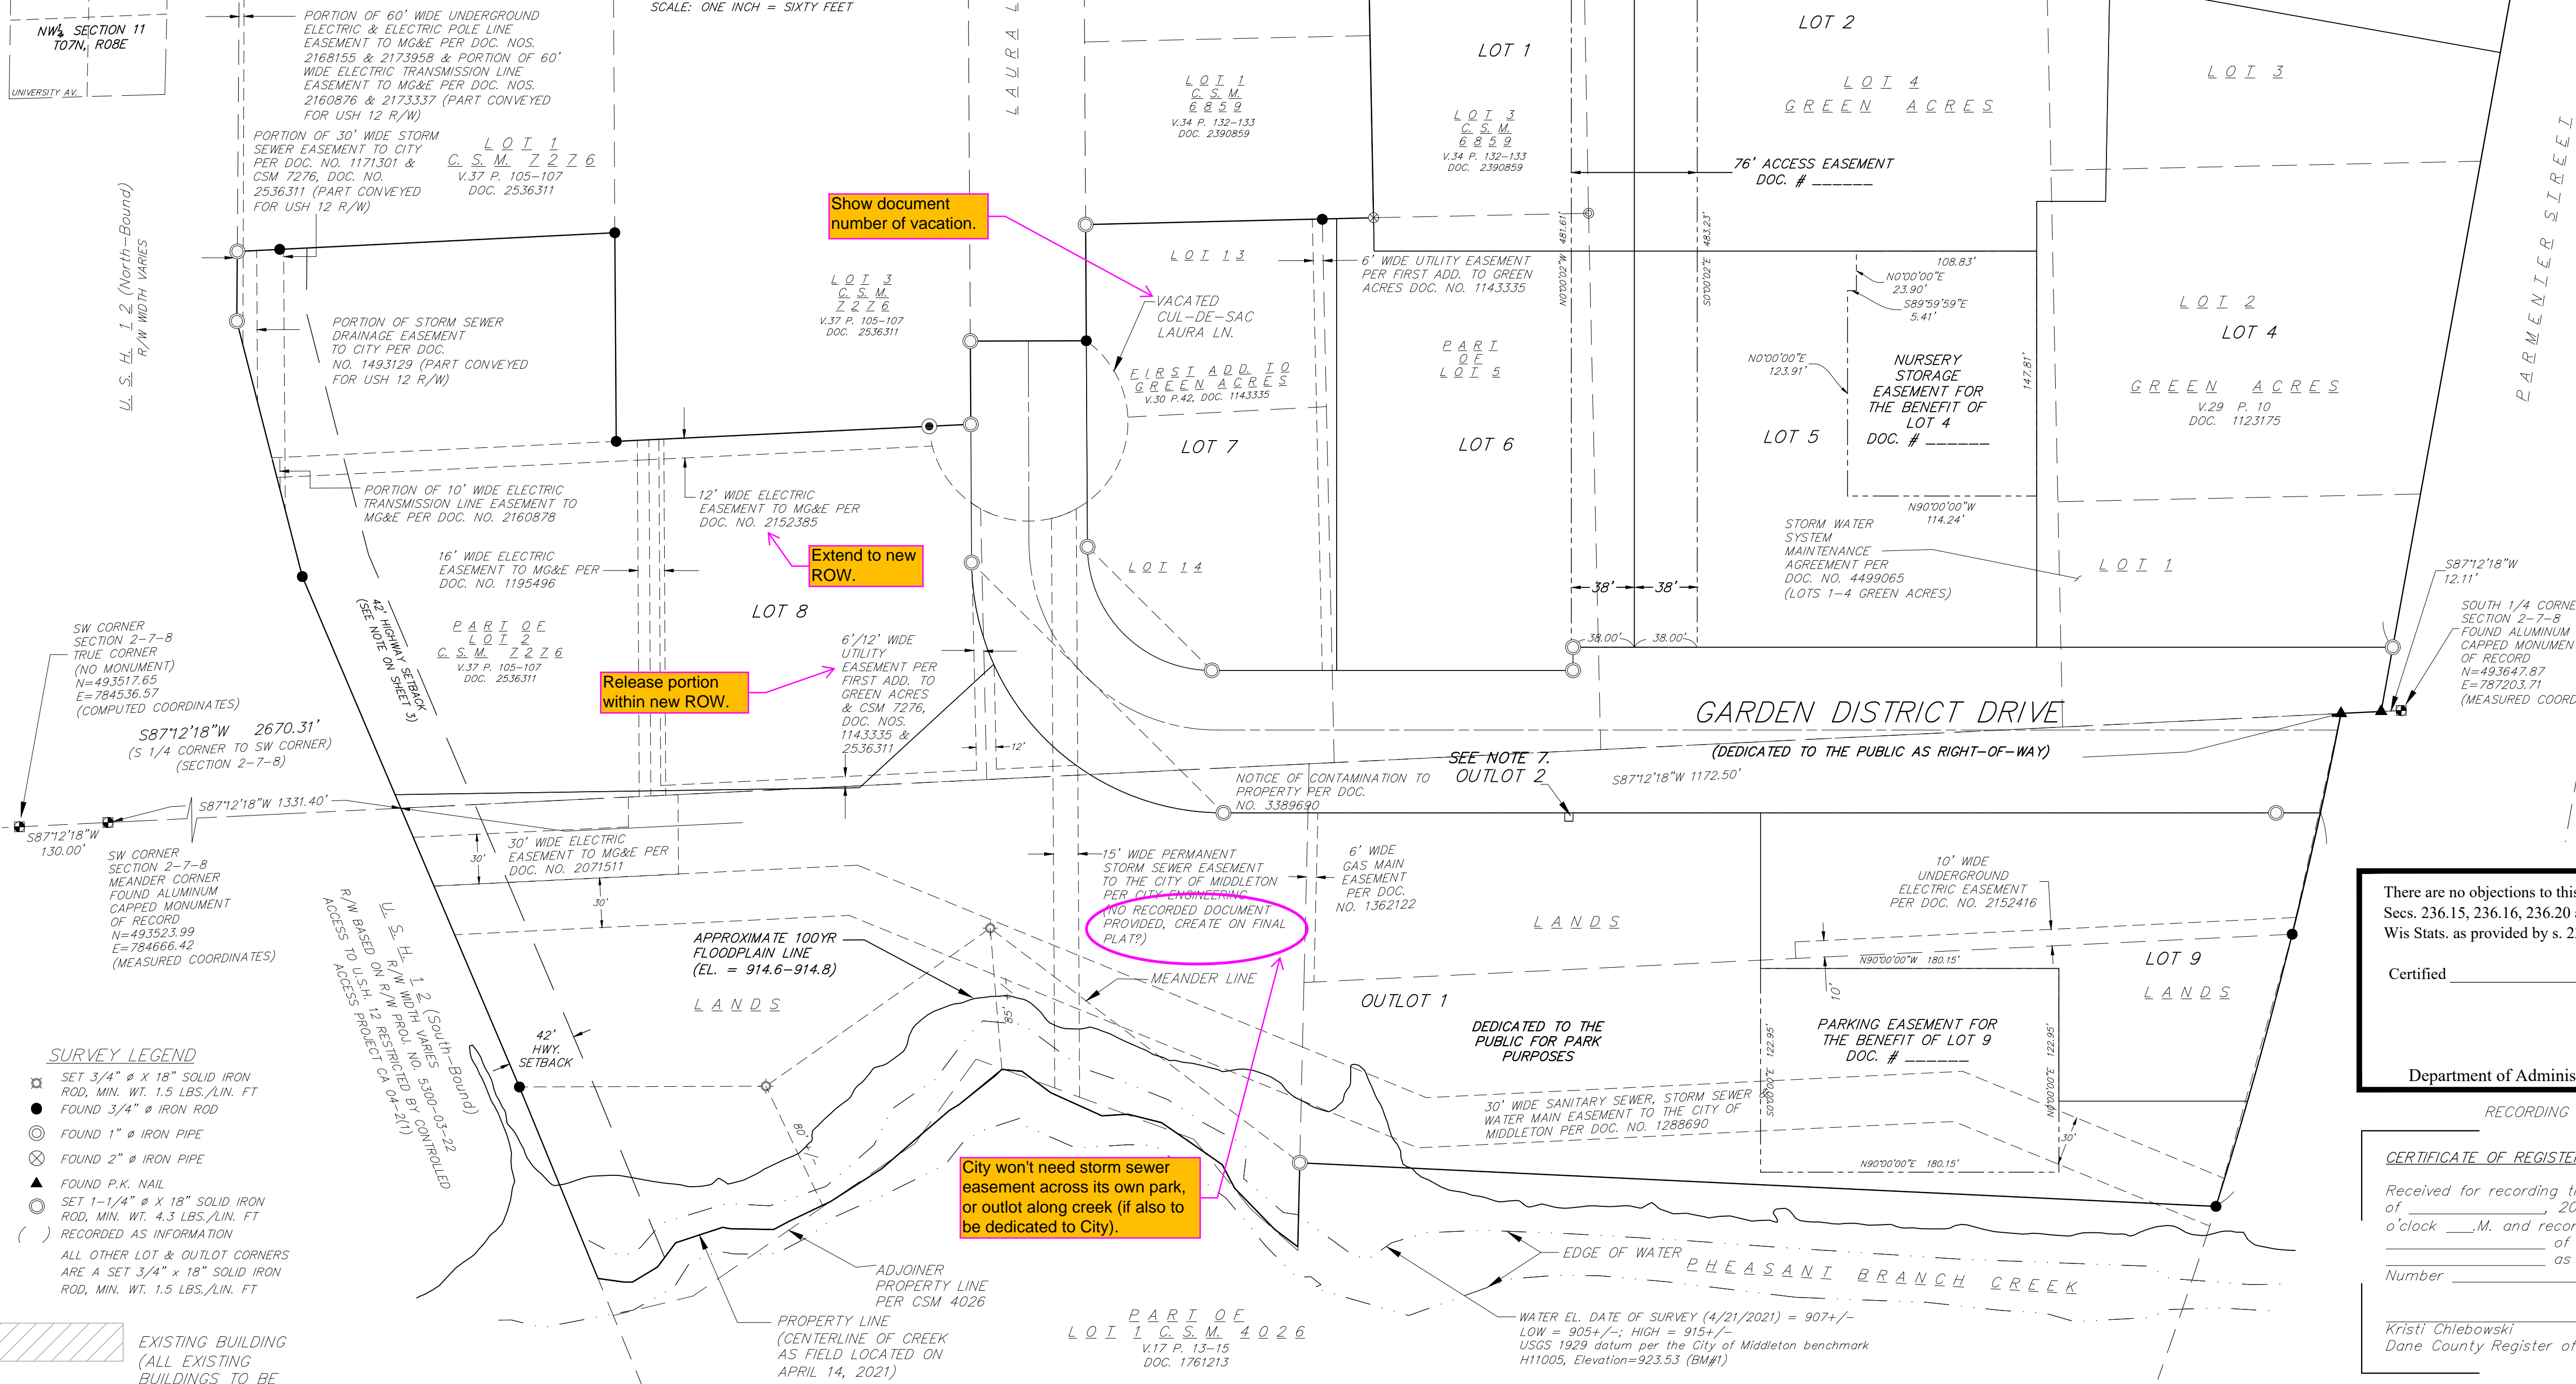 SCALE: ONE INCH = SIXTY FEET
NW¼ SECTION 11
T07N, R08E
UNIVERSITY AV.
PORTION OF 60' WIDE UNDERGROUND
ELECTRIC & ELECTRIC POLE LINE
EASEMENT TO MG&E PER DOC. NOS.
2168155 & 2173958 & PORTION OF 60'
WIDE ELECTRIC TRANSMISSION LINE
EASEMENT TO MG&E PER DOC. NOS.
2160876 & 2173337 (PART CONVEYED
FOR USH 12 R/W)
PORTION OF 30' WIDE STORM
SEWER EASEMENT TO CITY
PER DOC. NO. 1171301 &
CSM 7276, DOC. NO.
2536311 (PART CONVEYED
FOR USH 12 R/W)
LOT 1
C. S. M. 7276
V.37 P. 105-107
DOC. 2536311
U. S. H. 12 (North-Bound)
R/W WIDTH VARIES
PORTION OF STORM SEWER
DRAINAGE EASEMENT
TO CITY PER DOC.
NO. 1493129 (PART CONVEYED
FOR USH 12 R/W)
LAURA L
LOT 1
C. S. M.
6859
V.34 P. 132-133
DOC. 2390859
LOT 1
LOT 3
C. S. M.
6859
V.34 P. 132-133
DOC. 2390859
LOT 2
LOT 4
GREEN ACRES
LOT 3
PARMENTER STREET
76' ACCESS EASEMENT
DOC. # ______
Show document
number of vacation.
LOT 3
C. S. M.
7276
V.37 P. 105-107
DOC. 2536311
LOT 13
VACATED
CUL-DE-SAC
LAURA LN.
FIRST ADD. TO
GREEN ACRES
V.30 P.42, DOC. 1143335
6' WIDE UTILITY EASEMENT
PER FIRST ADD. TO GREEN
ACRES DOC. NO. 1143335
N0°00'02"W 481.61'
S0°00'02"E 483.23'
PART
OF
LOT 5
108.83'
N0°00'00"E
23.90'
S89°59'59"E
5.41'
N0°00'00"E
123.91'
147.81'
NURSERY
STORAGE
EASEMENT FOR
THE BENEFIT OF
LOT 4
DOC. # ______
N90°00'00"W
114.24'
LOT 2
LOT 4
GREEN ACRES
V.29 P. 10
DOC. 1123175
LOT 7
LOT 6
LOT 5
PORTION OF 10' WIDE ELECTRIC
TRANSMISSION LINE EASEMENT TO
MG&E PER DOC. NO. 2160878
12' WIDE ELECTRIC
EASEMENT TO MG&E PER
DOC. NO. 2152385
Extend to new
ROW.
16' WIDE ELECTRIC
EASEMENT TO MG&E PER
DOC. NO. 1195496
LOT 14
STORM WATER
SYSTEM
MAINTENANCE
AGREEMENT PER
DOC. NO. 4499065
(LOTS 1-4 GREEN ACRES)
LOT 1
38'
38'
38.00'
38.00'
S87°12'18"W
12.11'
SOUTH 1/4 CORNE
SECTION 2-7-8
FOUND ALUMINUM
CAPPED MONUMEN
OF RECORD
N=493647.87
E=787203.71
(MEASURED COORD
42' HIGHWAY SETBACK
(SEE NOTE ON SHEET 3)
LOT 8
PART OF
LOT 2
C. S. M. 7276
V.37 P. 105-107
DOC. 2536311
Release portion
within new ROW.
6'/12' WIDE
UTILITY
EASEMENT PER
FIRST ADD. TO
GREEN ACRES
& CSM 7276,
DOC. NOS.
1143335 &
2536311
12'
SW CORNER
SECTION 2-7-8
TRUE CORNER
(NO MONUMENT)
N=493517.65
E=784536.57
(COMPUTED COORDINATES)
S87°12'18"W 2670.31'
(S 1/4 CORNER TO SW CORNER)
(SECTION 2-7-8)
S87°12'18"W 1331.40'
S87°12'18"W
130.00'
SW CORNER
SECTION 2-7-8
MEANDER CORNER
FOUND ALUMINUM
CAPPED MONUMENT
OF RECORD
N=493523.99
E=784666.42
(MEASURED COORDINATES)
GARDEN DISTRICT DRIVE
(DEDICATED TO THE PUBLIC AS RIGHT-OF-WAY)
SEE NOTE 7.
OUTLOT 2
S87°12'18"W 1172.50'
NOTICE OF CONTAMINATION TO
PROPERTY PER DOC.
NO. 3389690
30'
30' WIDE ELECTRIC
EASEMENT TO MG&E PER
DOC. NO. 2071511
30'
U. S. H. 12 (South-Bound)
R/W WIDTH VARIES
R/W BASED ON R/W PROJ. NO. 5300-03-22
ACCESS TO U.S.H. 12 RESTRICTED BY CONTROLLED
ACCESS PROJECT CA 04-2(1)
15' WIDE PERMANENT
STORM SEWER EASEMENT
TO THE CITY OF MIDDLETON
PER CITY ENGINEERING
(NO RECORDED DOCUMENT
PROVIDED, CREATE ON FINAL
PLAT?)
6' WIDE
GAS MAIN
EASEMENT
PER DOC.
NO. 1362122
LANDS
10' WIDE
UNDERGROUND
ELECTRIC EASEMENT
PER DOC. NO. 2152416
APPROXIMATE 100YR
FLOODPLAIN LINE
(EL. = 914.6-914.8)
LANDS
MEANDER LINE
85'
80'
42'
HWY.
SETBACK
OUTLOT 1
DEDICATED TO THE
PUBLIC FOR PARK
PURPOSES
N90°00'00"W 180.15'
10'
LOT 9
LANDS
PARKING EASEMENT FOR
THE BENEFIT OF LOT 9
DOC. # ______
S0°00'00"E 122.95'
N0°00'00"E 122.95'
N90°00'00"E 180.15'
30'
30' WIDE SANITARY SEWER, STORM SEWER &
WATER MAIN EASEMENT TO THE CITY OF
MIDDLETON PER DOC. NO. 1288690
City won't need storm sewer
easement across its own park,
or outlot along creek (if also to
be dedicated to City).
There are no objections to this
Secs. 236.15, 236.16, 236.20
Wis Stats. as provided by s. 2
Certified
Department of Adminis
RECORDING
CERTIFICATE OF REGISTE
Received for recording th
of ____________, 20
o'clock ___.M. and record
of
as
Number
Kristi Chlebowski
Dane County Register of
SURVEY LEGEND
SET 3/4" ø X 18" SOLID IRON
ROD, MIN. WT. 1.5 LBS./LIN. FT
FOUND 3/4" ø IRON ROD
FOUND 1" ø IRON PIPE
FOUND 2" ø IRON PIPE
FOUND P.K. NAIL
SET 1-1/4" ø X 18" SOLID IRON
ROD, MIN. WT. 4.3 LBS./LIN. FT
( ) RECORDED AS INFORMATION
ALL OTHER LOT & OUTLOT CORNERS
ARE A SET 3/4" x 18" SOLID IRON
ROD, MIN. WT. 1.5 LBS./LIN. FT
EXISTING BUILDING
(ALL EXISTING
BUILDINGS TO BE
ADJOINER
PROPERTY LINE
PER CSM 4026
PROPERTY LINE
(CENTERLINE OF CREEK
AS FIELD LOCATED ON
APRIL 14, 2021)
PART OF
LOT 1 C. S. M. 4026
V.17 P. 13-15
DOC. 1761213
EDGE OF WATER
PHEASANT BRANCH CREEK
WATER EL. DATE OF SURVEY (4/21/2021) = 907+/-
LOW = 905+/-; HIGH = 915+/-
USGS 1929 datum per the City of Middleton benchmark
H11005, Elevation=923.53 (BM#1)